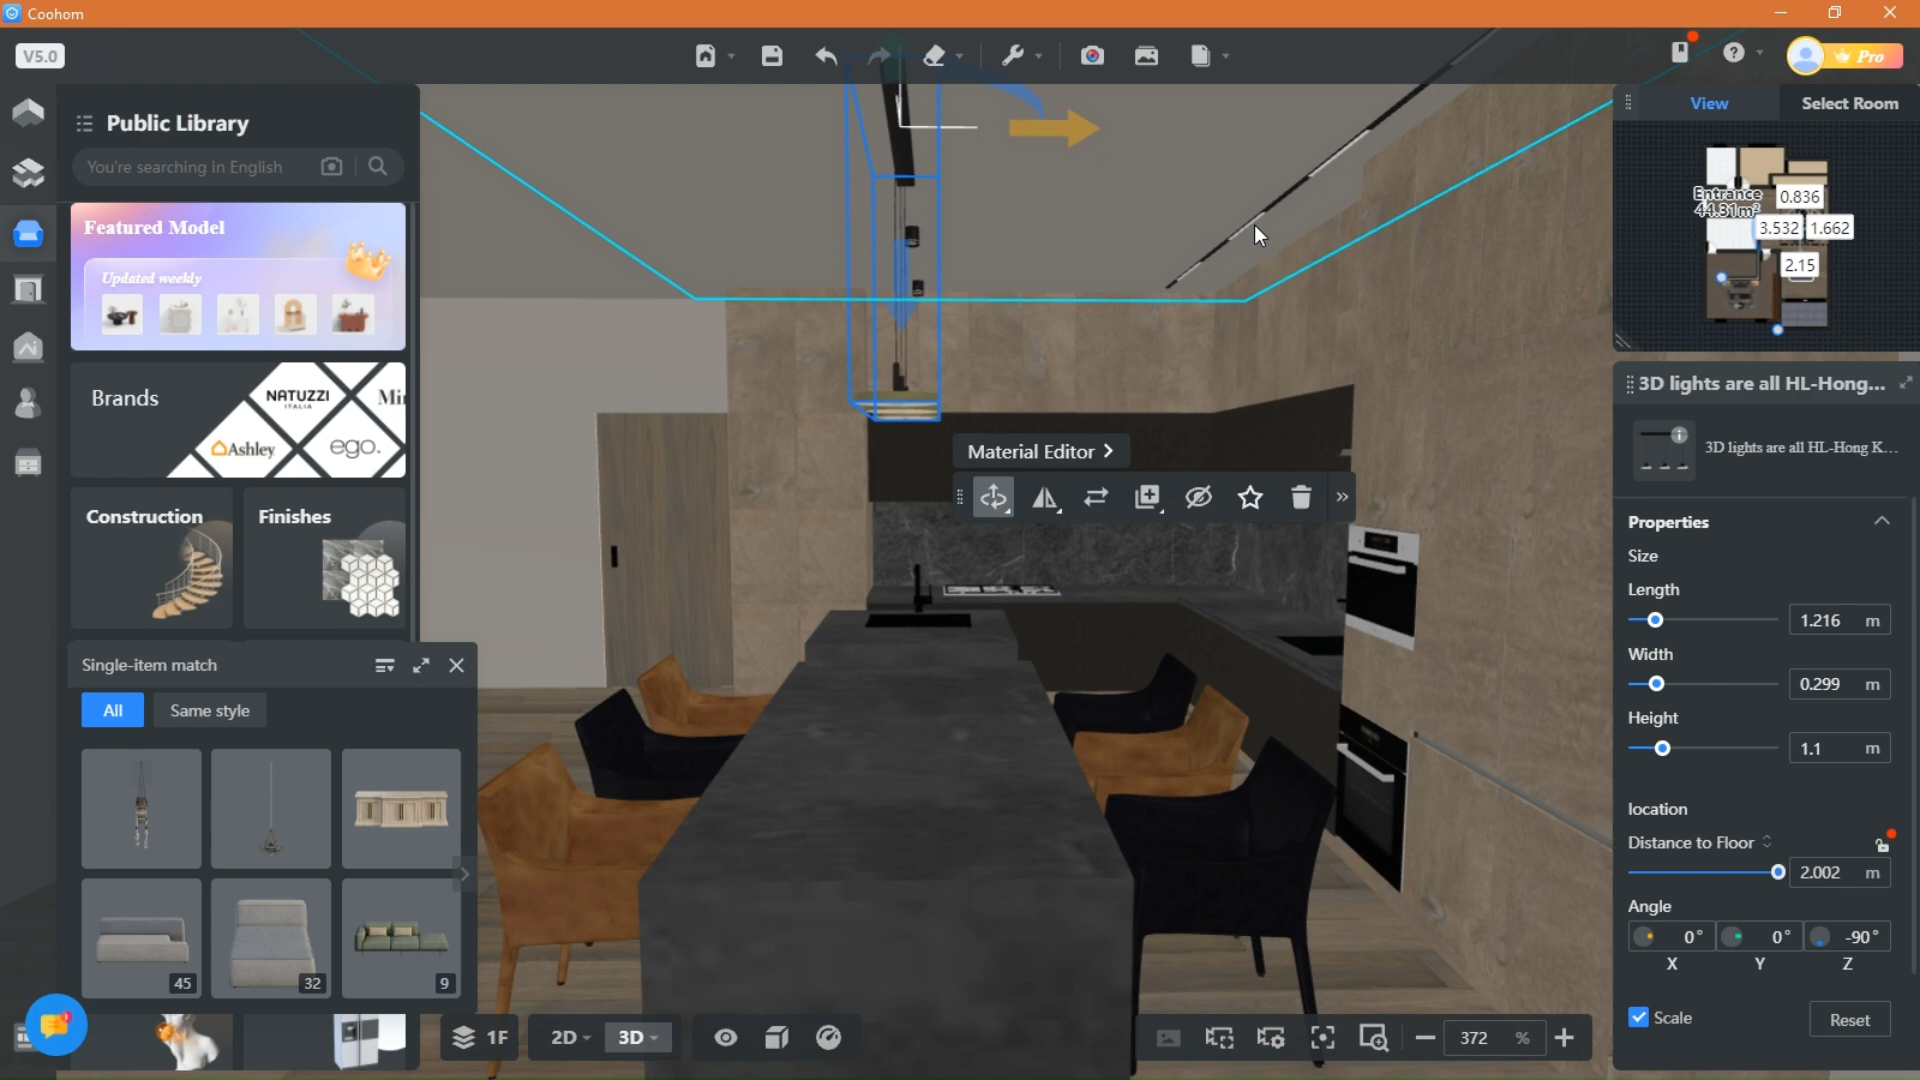 Coohom
V5.0
Pro
Public Library
You're searching in English
Featured Model
Updated weekly
Brands
NATUZZI
ITALIA
Ashley
ego.
Construction
Finishes
Single-item match
All
Same style
45
32
9
1F
2D
3D
372 %
Material Editor
View
Select Room
Entrance
44.31m²
0.836
3.532
1.662
2.15
3D lights are all HL-Hong...
3D lights are all HL-Hong K...
Properties
Size
Length
1.216 m
Width
0.299 m
Height
1.1 m
location
Distance to Floor
2.002 m
Angle
0° 0° -90°
X Y Z
Scale
Reset